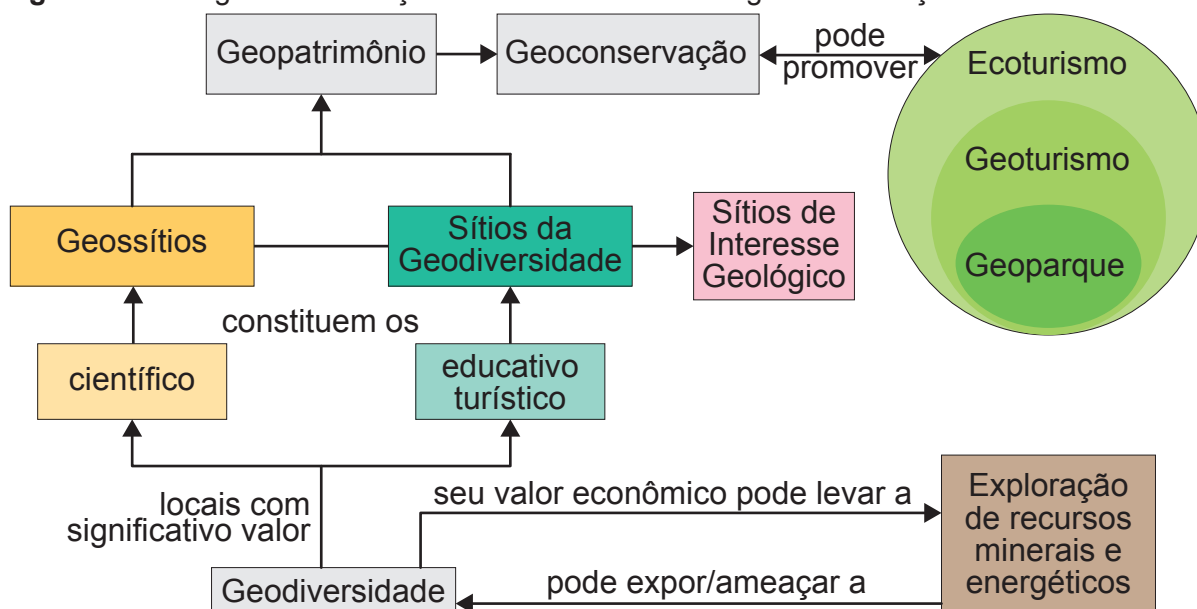 Geopatrimônio
Geoconservação
pode
promover
Ecoturismo
Geoturismo
Geoparque
Geossítios
Sítios da
Geodiversidade
Sítios de
Interesse
Geológico
constituem os
científico
educativo
turístico
locais com
significativo valor
seu valor econômico pode levar a
Exploração
de recursos
minerais e
energéticos
Geodiversidade
pode expor/ameaçar a